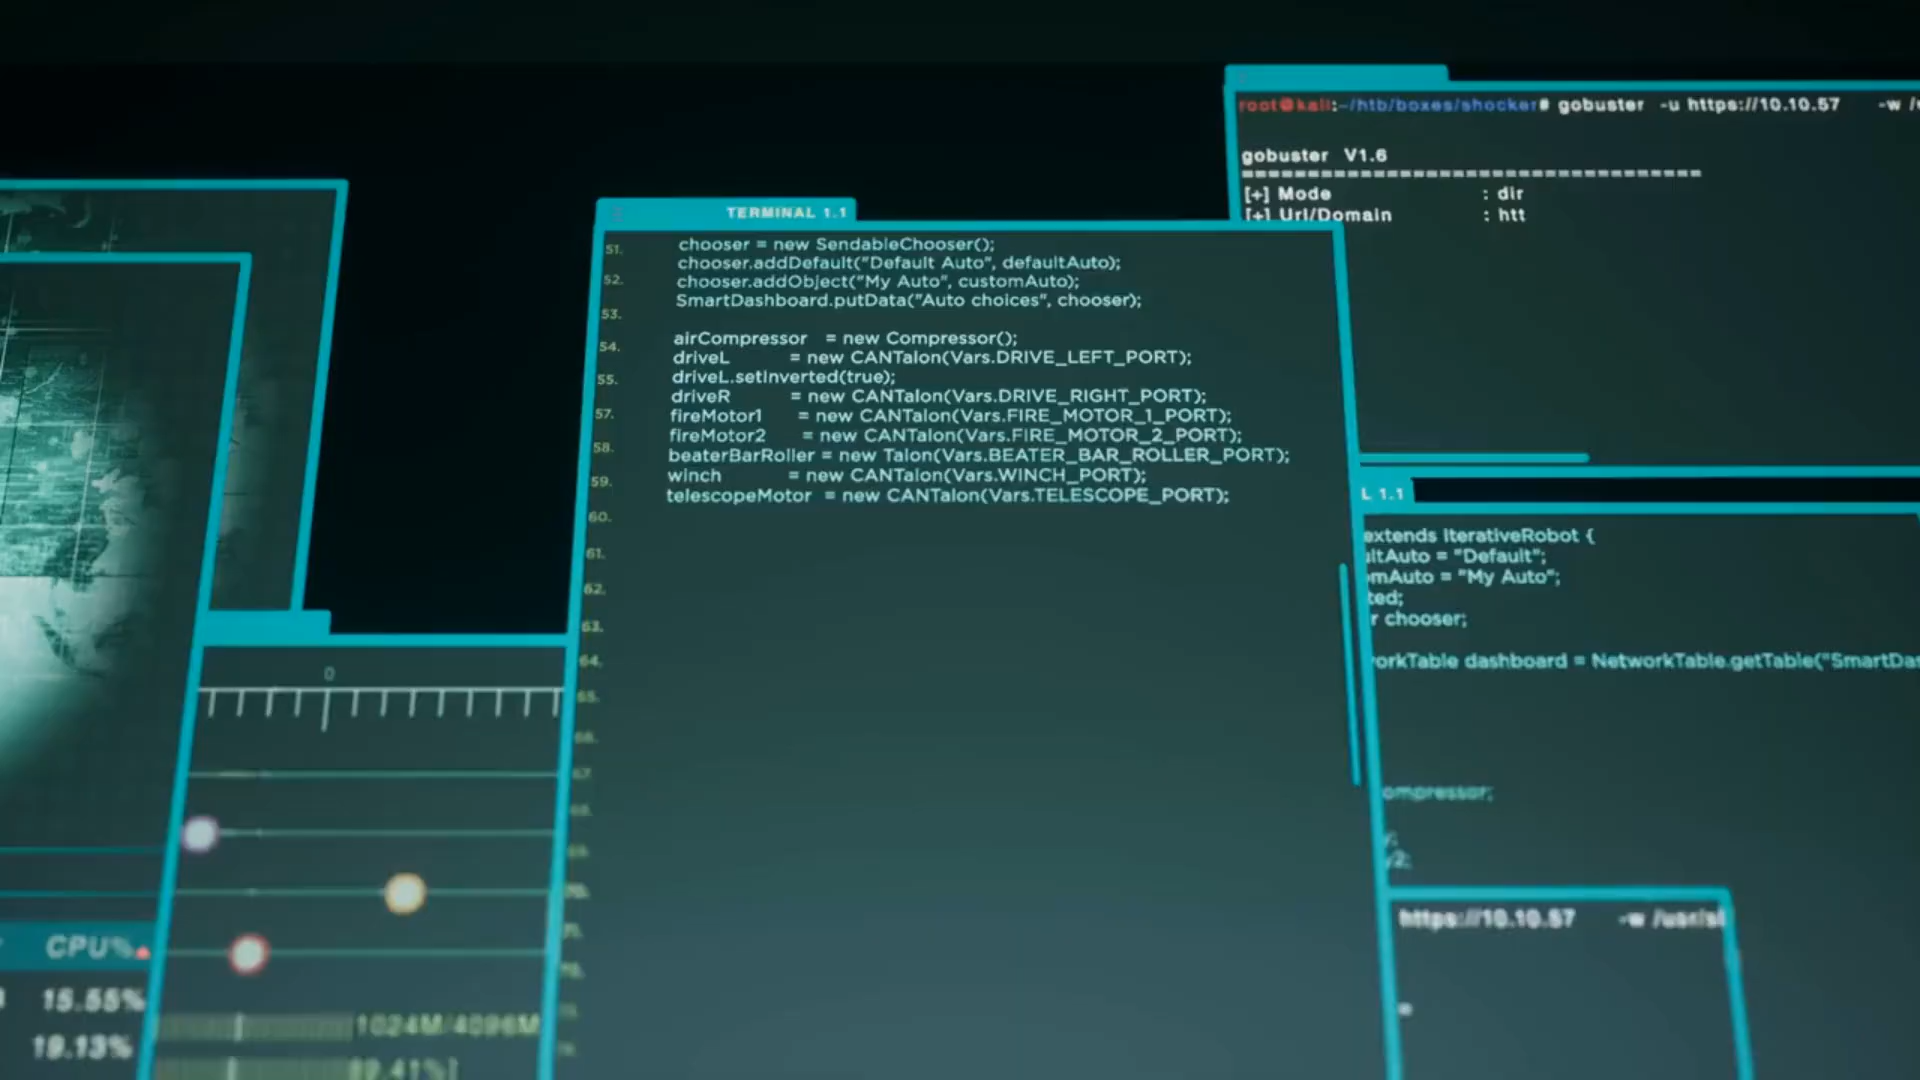 root@kali:~/htb/boxes/shocker# gobuster -u https://10.10.57 -w
gobuster V1.6
==================================
[+] Mode : dir
[+] Url/Domain : htt
TERMINAL 1.1
51.
52.
53.
54.
55.
57.
58.
59.
60.
61.
62.
63.
64.
65.
68.
67.
chooser = new SendableChooser();
chooser.addDefault("Default Auto", defaultAuto);
chooser.addObject("My Auto", customAuto);
SmartDashboard.putData("Auto choices", chooser);
airCompressor = new Compressor();
driveL = new CANTalon(Vars.DRIVE_LEFT_PORT);
driveL.setInverted(true);
driveR = new CANTalon(Vars.DRIVE_RIGHT_PORT);
fireMotor1 = new CANTalon(Vars.FIRE_MOTOR_1_PORT);
fireMotor2 = new CANTalon(Vars.FIRE_MOTOR_2_PORT);
beaterBarRoller = new Talon(Vars.BEATER_BAR_ROLLER_PORT);
winch = new CANTalon(Vars.WINCH_PORT);
telescopeMotor = new CANTalon(Vars.TELESCOPE_PORT);
L 1.1
extends IterativeRobot {
ltAuto = "Default";
mAuto = "My Auto";
ted;
r chooser;
orkTable dashboard = NetworkTable.getTable("SmartDas
ompressor;
y2;
https://10.10.57 -w /usr/s
0
CPU%
15.55%
19.13%
1024M/4096M